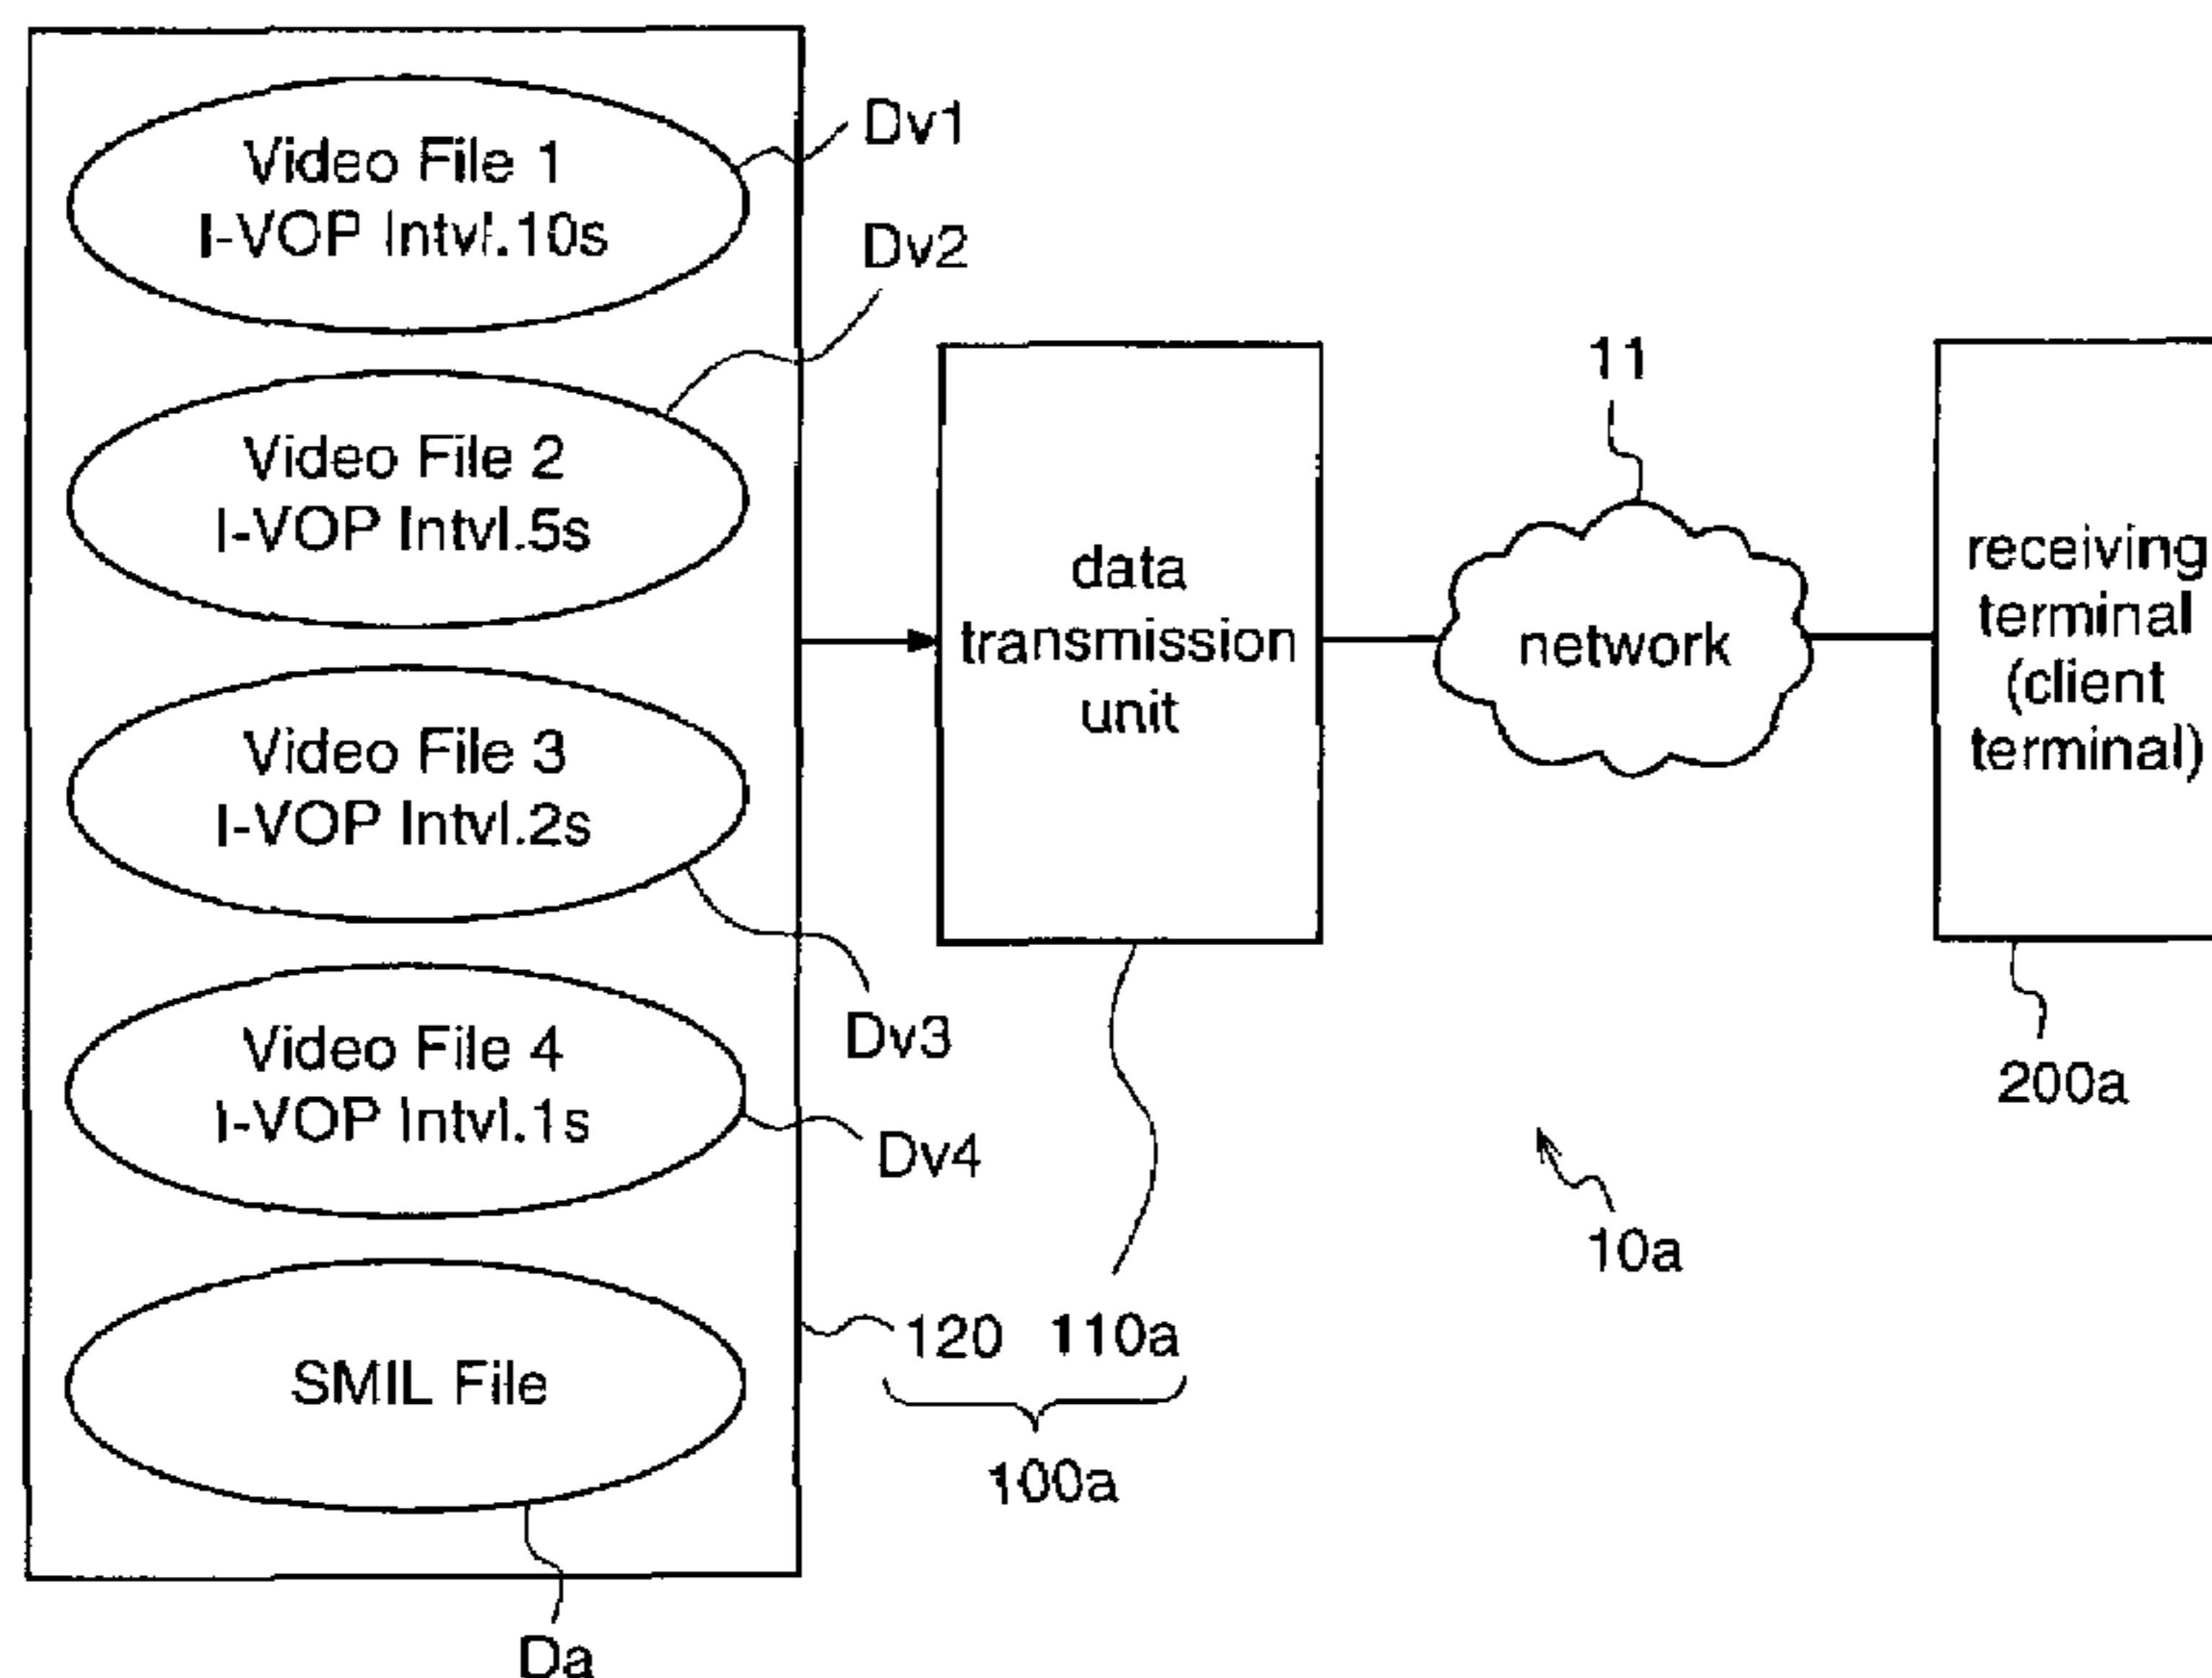 Video File 1
I-VOP Intvl.10s
Dv1
Dv2
Video File 2
I-VOP Intvl.5s
Video File 3
I-VOP Intvl.2s
Dv3
Video File 4
I-VOP Intvl.1s
Dv4
SMIL File
Da
120
110a
100a
data
transmission
unit
11
network
receiving
terminal
(client
terminal)
200a
10a